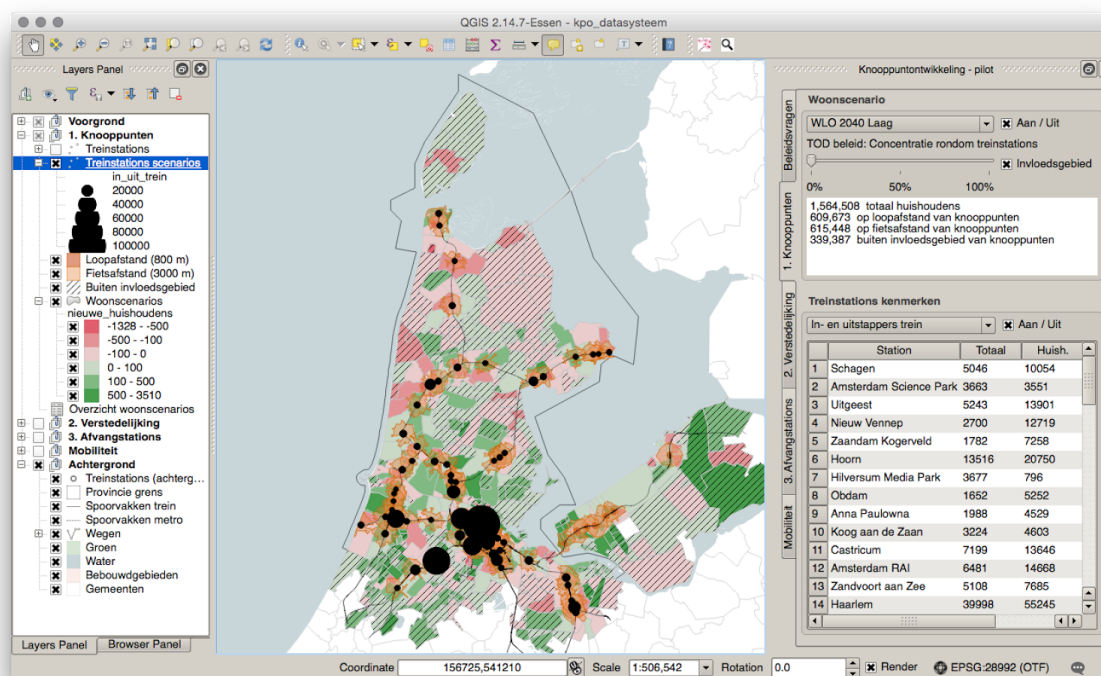 QGIS 2.14.7-Essen - kpo_datasysteem
Layers Panel
Voorgrond
1. Knooppunten
Treinstations
Treinstations scenarios
in_uit_trein
20000
40000
60000
80000
100000
Loopafstand (800 m)
Fietsafstand (3000 m)
Buiten invloedsgebied
Woonscenarios
nieuwe_huishoudens
-1328 - -500
-500 - -100
-100 - 0
0 - 100
100 - 500
500 - 3510
Overzicht woonscenarios
2. Verstedelijking
3. Afvangstations
Mobiliteit
Achtergrond
Treinstations (achterg...
Provincie grens
Spoorvakken trein
Spoorvakken metro
Wegen
Groen
Water
Bebouwdgebieden
Gemeenten
Layers Panel
Browser Panel
Knooppuntontwikkeling - pilot
Beleidsvragen
1. Knooppunten
2. Verstedelijking
3. Afvangstations
Mobiliteit
Woonscenario
WLO 2040 Laag
Aan / Uit
TOD beleid: Concentratie rondom treinstations
Invloedsgebied
0% 50% 100%
1,564,508 totaal huishoudens
609,673 op loopafstand van knooppunten
615,448 op fietsafstand van knooppunten
339,387 buiten invloedsgebied van knooppunten
Treinstations kenmerken
In- en uitstappers trein
Aan / Uit
Station Totaal Huish.
1 Schagen 5046 10054
2 Amsterdam Science Park 3663 3551
3 Uitgeest 5243 13901
4 Nieuw Vennep 2700 12719
5 Zaandam Kogerveld 1782 7258
6 Hoorn 13516 20750
7 Hilversum Media Park 3677 796
8 Obdam 1652 5252
9 Anna Paulowna 1988 4529
10 Koog aan de Zaan 3224 4603
11 Castricum 7199 13646
12 Amsterdam RAI 6481 14668
13 Zandvoort aan Zee 5108 7685
14 Haarlem 39998 55245
Coordinate 156725,541210 Scale 1:506,542 Rotation 0.0 Render EPSG:28992 (OTF)